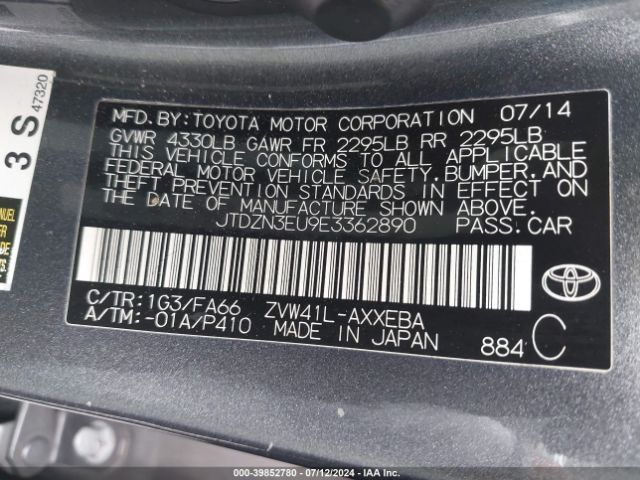 3 S
47320
MFD. BY: TOYOTA MOTOR CORPORATION 07/14
GVWR 4330LB GAWR FR 2295LB RR 2295LB
THIS VEHICLE CONFORMS TO ALL APPLICABLE
FEDERAL MOTOR VEHICLE SAFETY, BUMPER, AND
THEFT PREVENTION STANDARDS IN EFFECT ON
THE DATE OF MANUFACTURE SHOWN ABOVE.
JTDZN3EU9E3362890 PASS.CAR
C/TR: 1G3/FA66 ZVW41L-AXXEBA
A/TM: -01A/P410 MADE IN JAPAN
884 C
TOYOTA
000-39852780 - 07/12/2024 - IAA Inc.